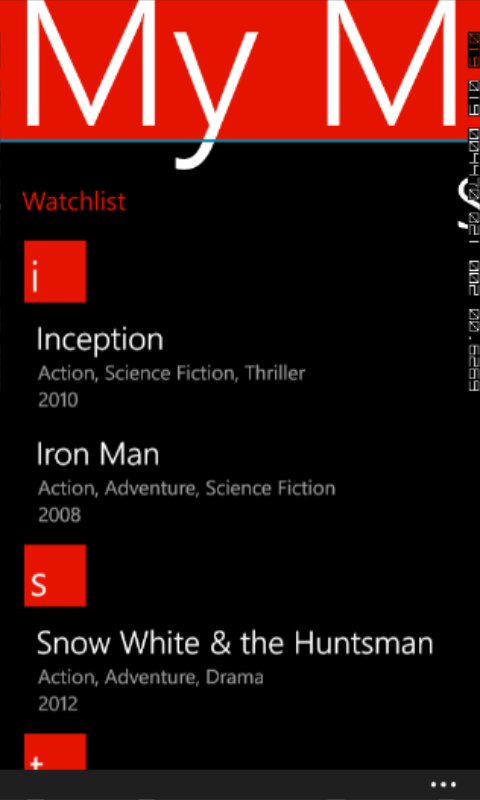 My M
Watchlist
i
Inception
Action, Science Fiction, Thriller
2010
Iron Man
Action, Adventure, Science Fiction
2008
s
Snow White & the Huntsman
Action, Adventure, Drama
2012
t